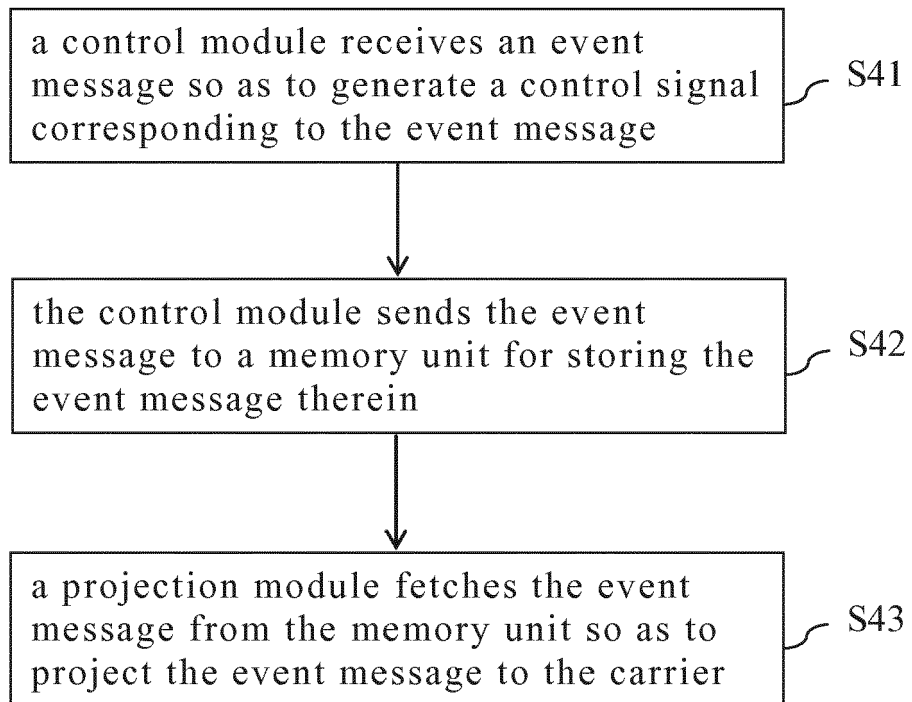 a control module receives an event
message so as to generate a control signal
corresponding to the event message
S41
the control module sends the event
message to a memory unit for storing the
event message therein
S42
a projection module fetches the event
message from the memory unit so as to
project the event message to the carrier
S43